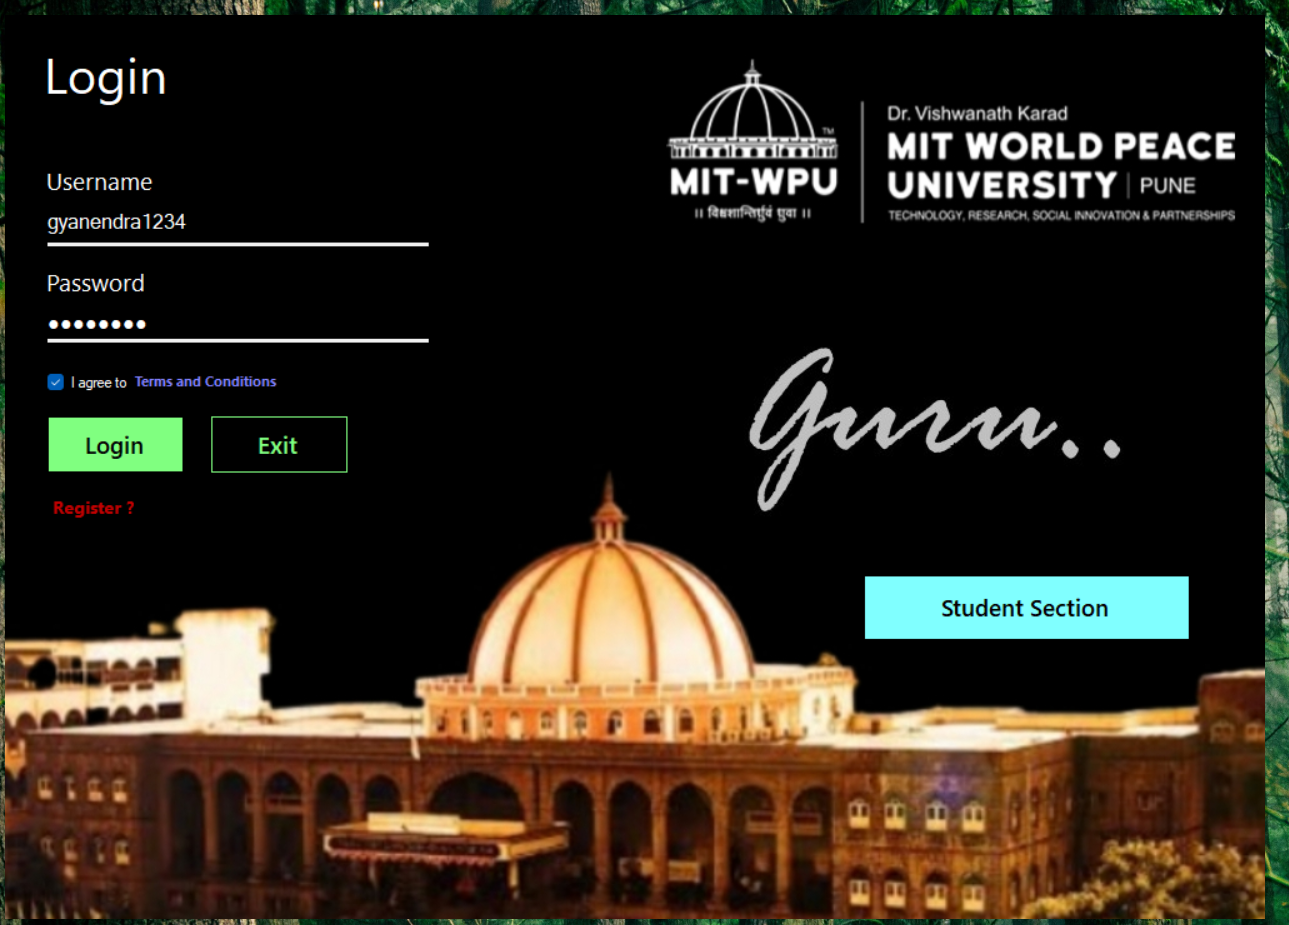 Login
Username
gyanendra1234
Password
••••••••
I agree to Terms and Conditions
Login
Exit
Register ?
TM
MIT-WPU
॥ विश्वशान्तिर्ध्रुवं ध्रुवा ॥
Dr. Vishwanath Karad
MIT WORLD PEACE
UNIVERSITY | PUNE
TECHNOLOGY, RESEARCH, SOCIAL INNOVATION & PARTNERSHIPS
Guru..
Student Section